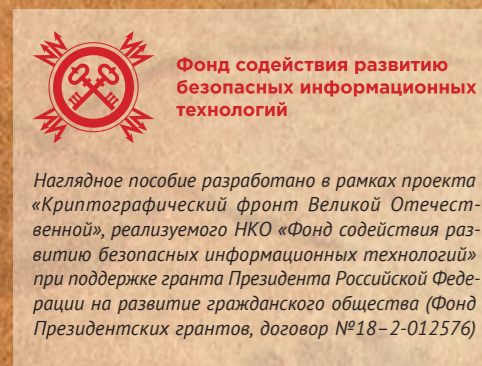 Фонд содействия развитию
безопасных информационных
технологий
Наглядное пособие разработано в рамках проекта
«Криптографический фронт Великой Отечест-
венной», реализуемого НКО «Фонд содействия раз-
витию безопасных информационных технологий»
при поддержке гранта Президента Российской Феде-
рации на развитие гражданского общества (Фонд
Президентских грантов, договор №18–2-012576)